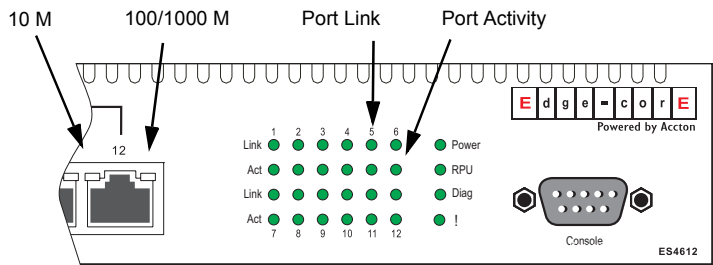 10 M 100/1000 M Port Link Port Activity
Edge-corE
Powered by Accton
12
1 2 3 4 5 6
Link Power
Act RPU
Link Diag
Act !
7 8 9 10 11 12
Console
ES4612